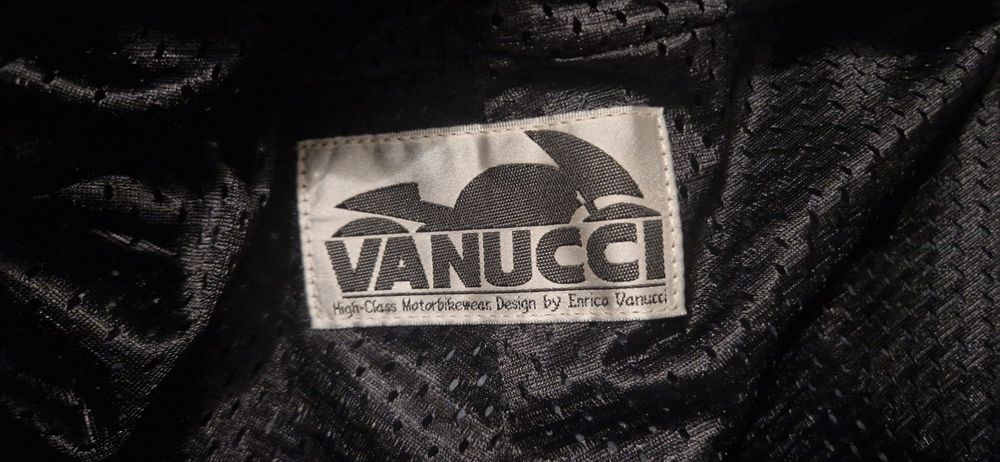 VANUCCI
High-Class Motorbikewear. Design by Enrico Vanucci